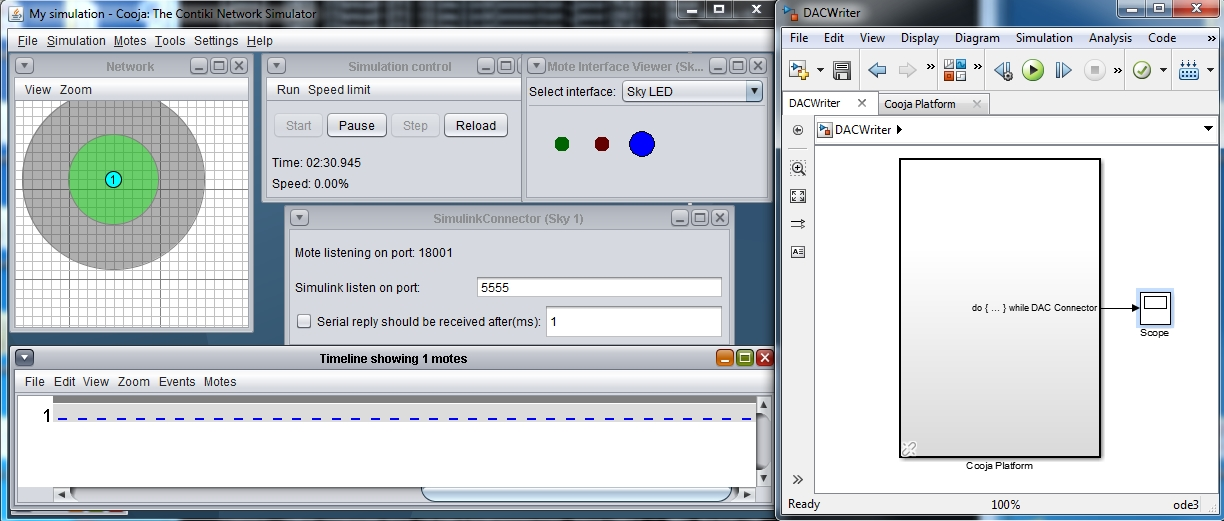 My simulation - Cooja: The Contiki Network Simulator
File Simulation Motes Tools Settings Help
Network
View Zoom
1
Simulation control
Run Speed limit
Start Pause Step Reload
Time: 02:30.945
Speed: 0.00%
Mote Interface Viewer (Sk...
Select interface: Sky LED
SimulinkConnector (Sky 1)
Mote listening on port: 18001
Simulink listen on port: 5555
Serial reply should be received after(ms): 1
Timeline showing 1 motes
File Edit View Zoom Events Motes
1
DACWriter
File Edit View Display Diagram Simulation Analysis Code »
DACWriter Cooja Platform
DACWriter
do { ... } while DAC Connector
Scope
Cooja Platform
Ready 100% ode3